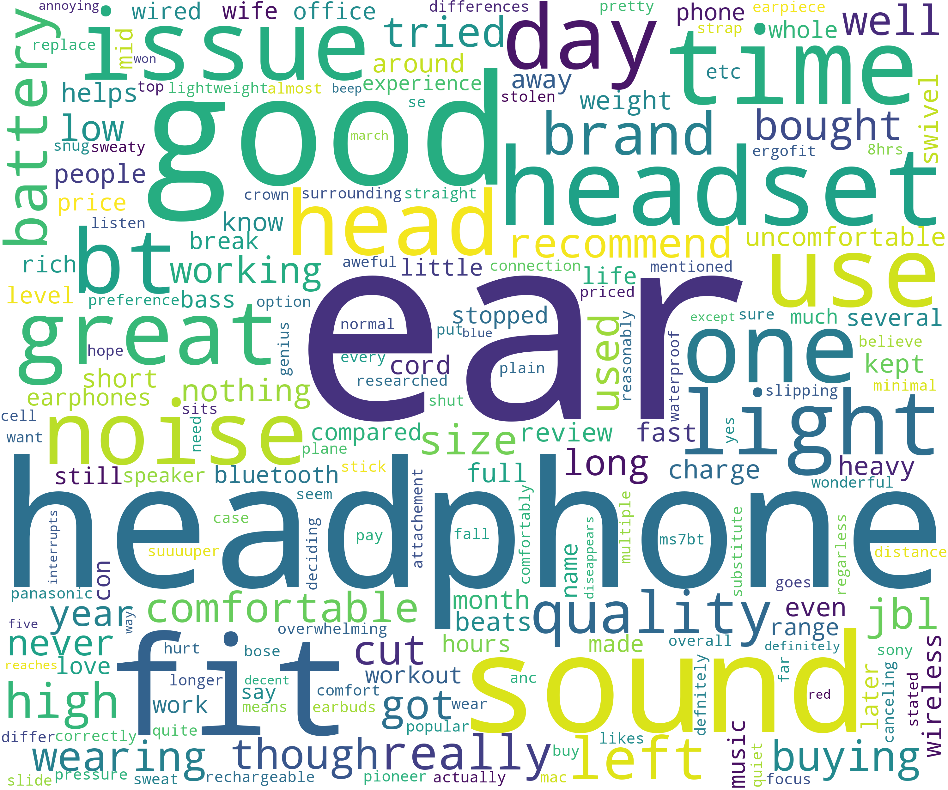 annoying
wired wife office
differences
pretty
phone
earpiece
strap
well
replace
mid
issue
won
tried
day
time
whole
battery
around
top lightweight almost beep
experience
away
etc
helps
se
stolen
weight
swivel
low
good
march
brand
bought
snug sweaty
ergofit
8hrs
people
headset
price
crown surrounding straight
head
listen
know
break
recommend
uncomfortable
rich
bt
working
aweful little connection
life
mentioned
use
level
preference bass option
priced
great
ear
stopped
one
much several
hope
genius
normal
put
blue
used
reasonably
except sure
believe
short
every
cord
plain
waterproof
kept
earphones
nothing
researched
shut
slipping
minimal
cell
sits
light
want
noise
need
plane
compared
size
review
fast
yes
still speaker
bluetooth
stick
full
long
charge
heavy
seem
wonderful
headphone
interrupts
case
suuuuper
deciding
pay
attachement
fall
comfortably
diseappears
multiple
ms7bt
substitute
regarless
distance
panasonic
con
goes
five
year
way
comfortable
month
beats
name
quality
even
range
jbl
never
overwhelming
hours
made
overall
definitely
sony
reaches
love
fit
hurt
bose
cut
sound
far
later
canceling
stated
wireless
high
longer
decent
workout
anc
defnitely
red
work
say
means
comfort
earbuds
got
wear
popular
differ correctly
quite
wearing
though
really
left
likes
buy
music
quiet
buying
slide
pressure
sweat
rechargeable
pioneer
actually
mac
focus